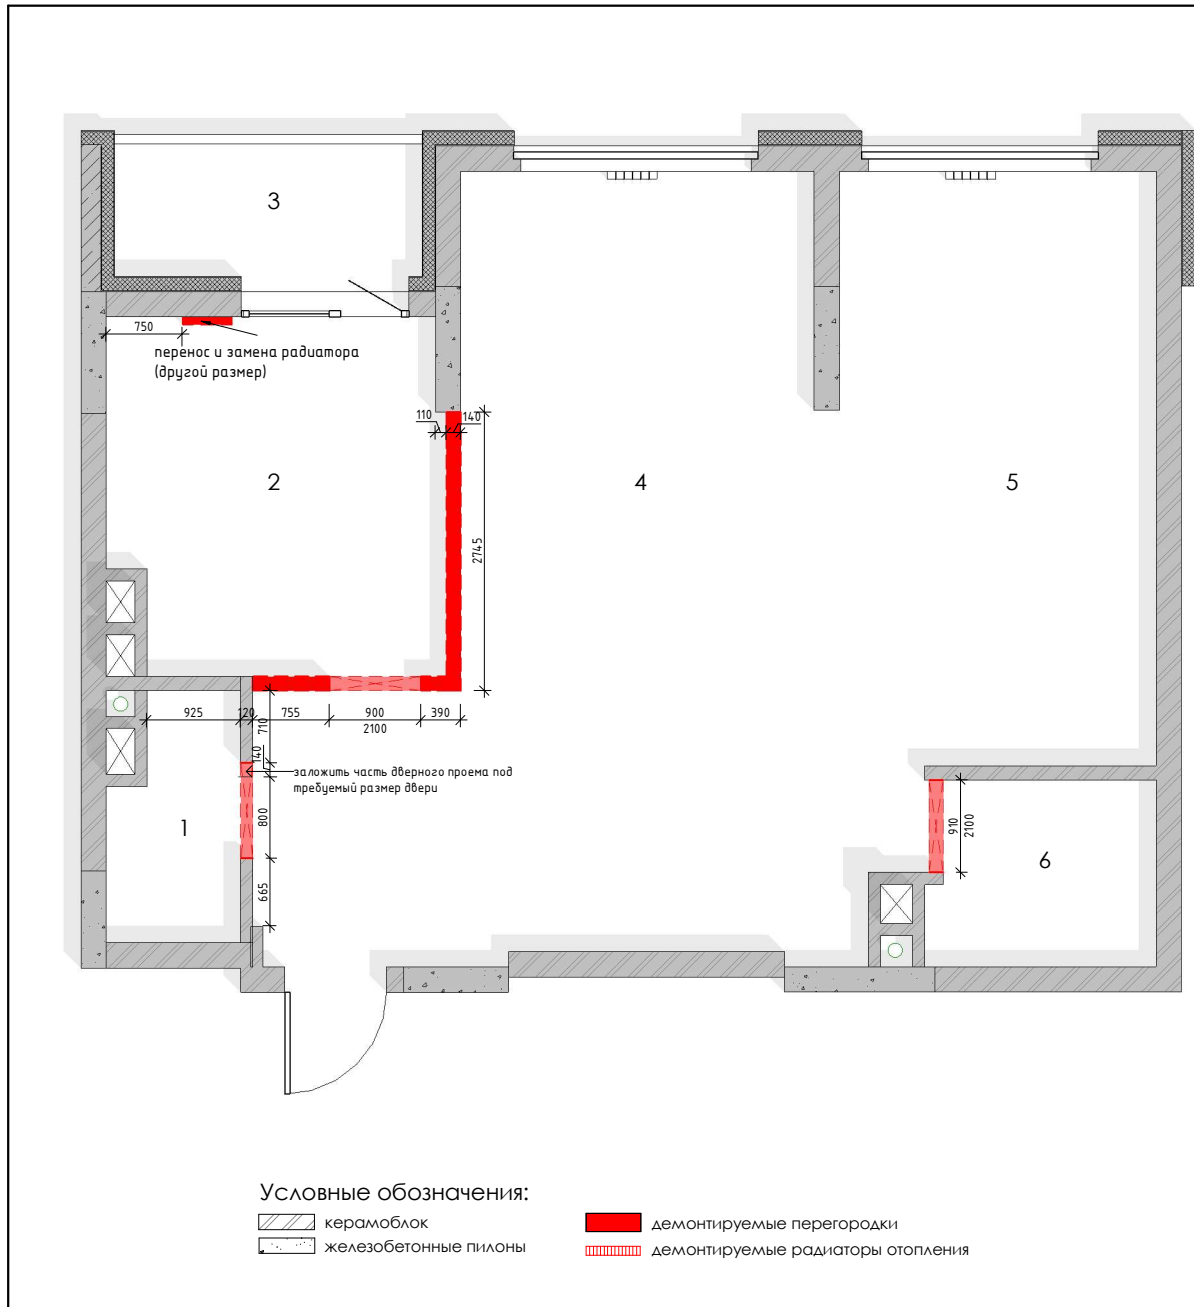 3
750
перенос и замена радиатора
(другой размер)
110
140
2
4
5
2745
925
120
755
900
390
2100
710
140
заложить часть дверного проема под
требуемый размер двери
800
1
910
2100
6
665
Условные обозначения:
керамоблок
железобетонные пилоны
демонтируемые перегородки
демонтируемые радиаторы отопления